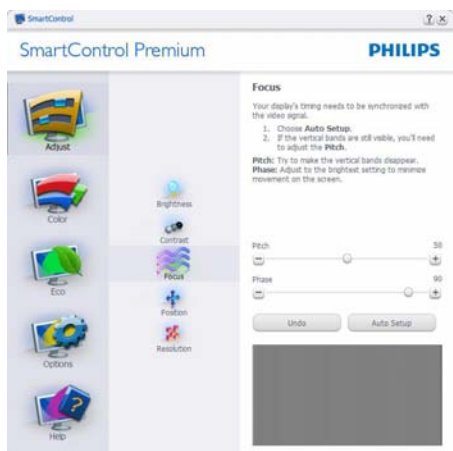 SmartControl
? ×
SmartControl Premium
PHILIPS
Adjust
Color
Eco
Options
Help
Brightness
Contrast
Focus
Position
Resolution
Focus
Your display's timing needs to be synchronized with
the video signal.
1. Choose Auto Setup.
2. If the vertical bands are still visible, you'll need
to adjust the Pitch.
Pitch: Try to make the vertical bands disappear.
Phase: Adjust to the brightest setting to minimize
movement on the screen.
Pitch 50
Phase 90
Undo Auto Setup